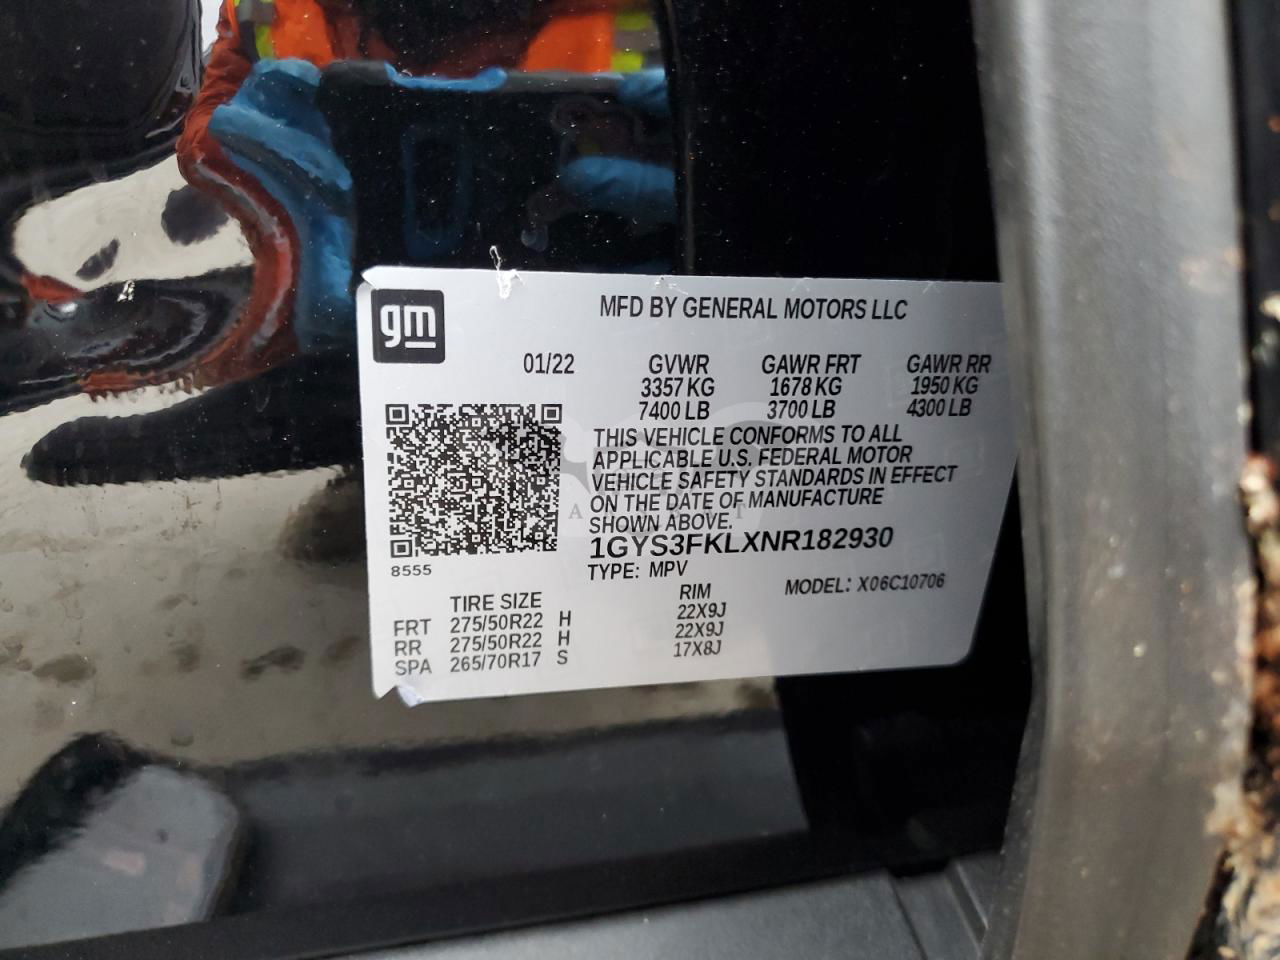 gm
MFD BY GENERAL MOTORS LLC
01/22 GVWR GAWR FRT GAWR RR
3357 KG 1678 KG 1950 KG
7400 LB 3700 LB 4300 LB
THIS VEHICLE CONFORMS TO ALL
APPLICABLE U.S. FEDERAL MOTOR
VEHICLE SAFETY STANDARDS IN EFFECT
ON THE DATE OF MANUFACTURE
SHOWN ABOVE.
1GYS3FKLXNR182930
8555
TYPE: MPV MODEL: X06C10706
TIRE SIZE RIM
FRT 275/50R22 H 22X9J
RR 275/50R22 H 22X9J
SPA 265/70R17 S 17X8J